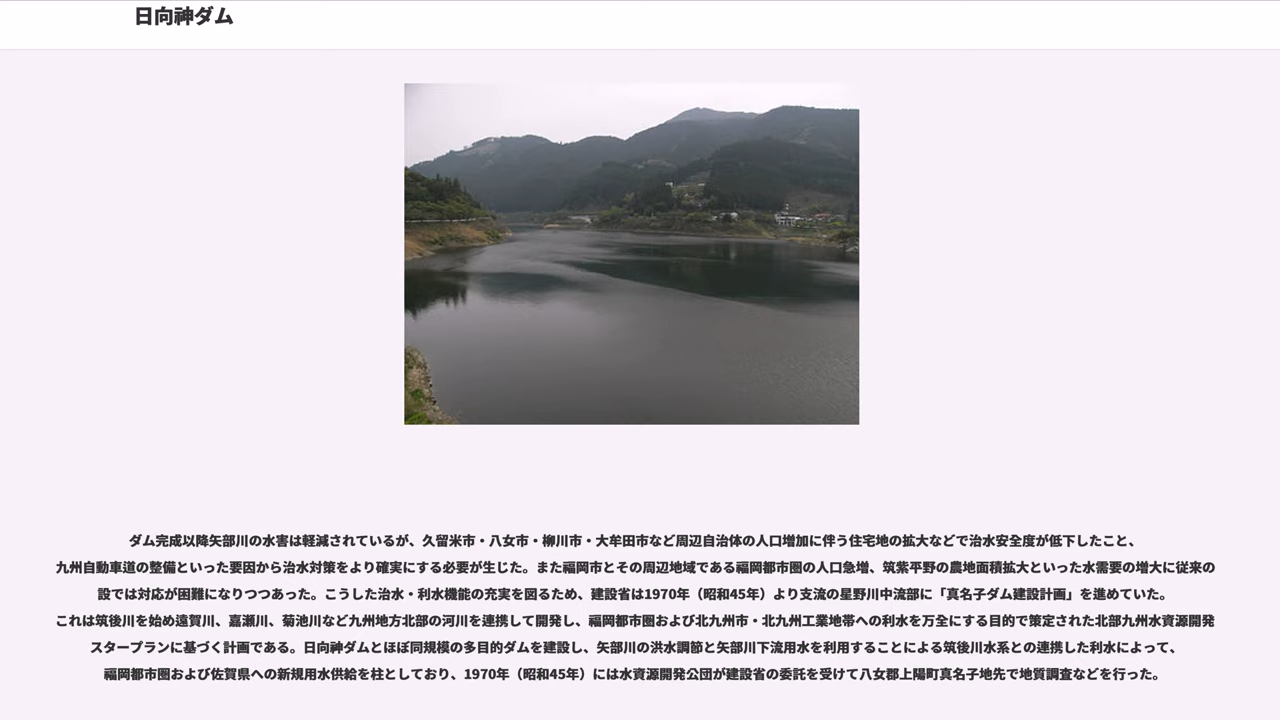 日向神ダム
ダム完成以降矢部川の水害は軽減されているが、久留米市・八女市・柳川市・大牟田市など周辺自治体の人口増加に伴う住宅地の拡大などで治水安全度が低下したこと、
九州自動車道の整備といった要因から治水対策をより確実にする必要が生じた。また福岡市とその周辺地域である福岡都市圏の人口急増、筑紫平野の農地面積拡大といった水需要の増大に従来の
設では対応が困難になりつつあった。こうした治水・利水機能の充実を図るため、建設省は1970年（昭和45年）より支流の星野川中流部に「真名子ダム建設計画」を進めていた。
これは筑後川を始め遠賀川、嘉瀬川、菊池川など九州地方北部の河川を連携して開発し、福岡都市圏および北九州市・北九州工業地帯への利水を万全にする目的で策定された北部九州水資源開発
スタープランに基づく計画である。日向神ダムとほぼ同規模の多目的ダムを建設し、矢部川の洪水調節と矢部川下流用水を利用することによる筑後川水系との連携した利水によって、
福岡都市圏および佐賀県への新規用水供給を柱としており、1970年（昭和45年）には水資源開発公団が建設省の委託を受けて八女郡上陽町真名子地先で地質調査などを行った。